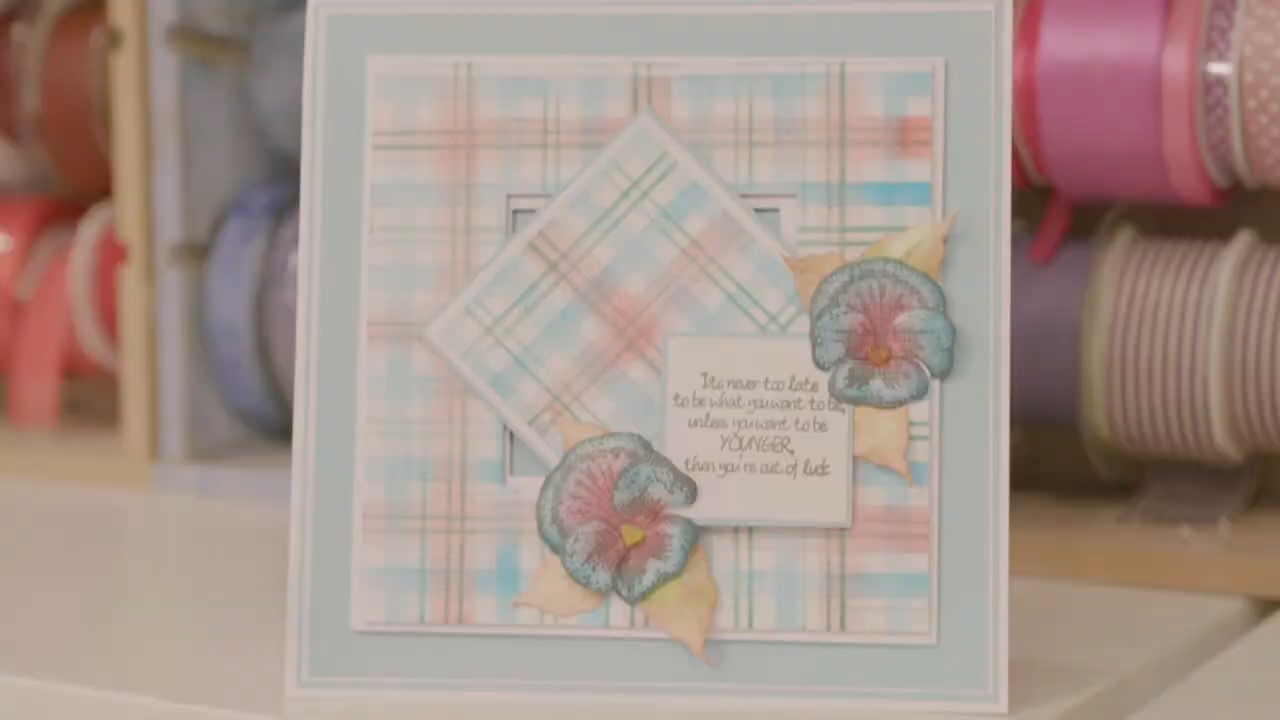 It's never too late
to be what you want to be,
unless you want to be
YOUNGER,
then you're out of luck